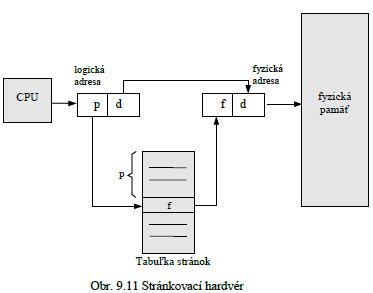 logická
adresa
fyzická
adresa
CPU
p d
f d
fyzická
pamäť
p
f
Tabuľka stránok
Obr. 9.11 Stránkovací hardvér